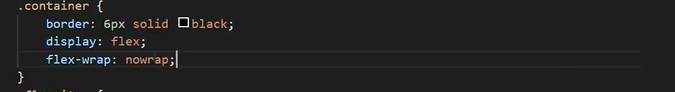 .container {
border: 6px solid black;
display: flex;
flex-wrap: nowrap;
}